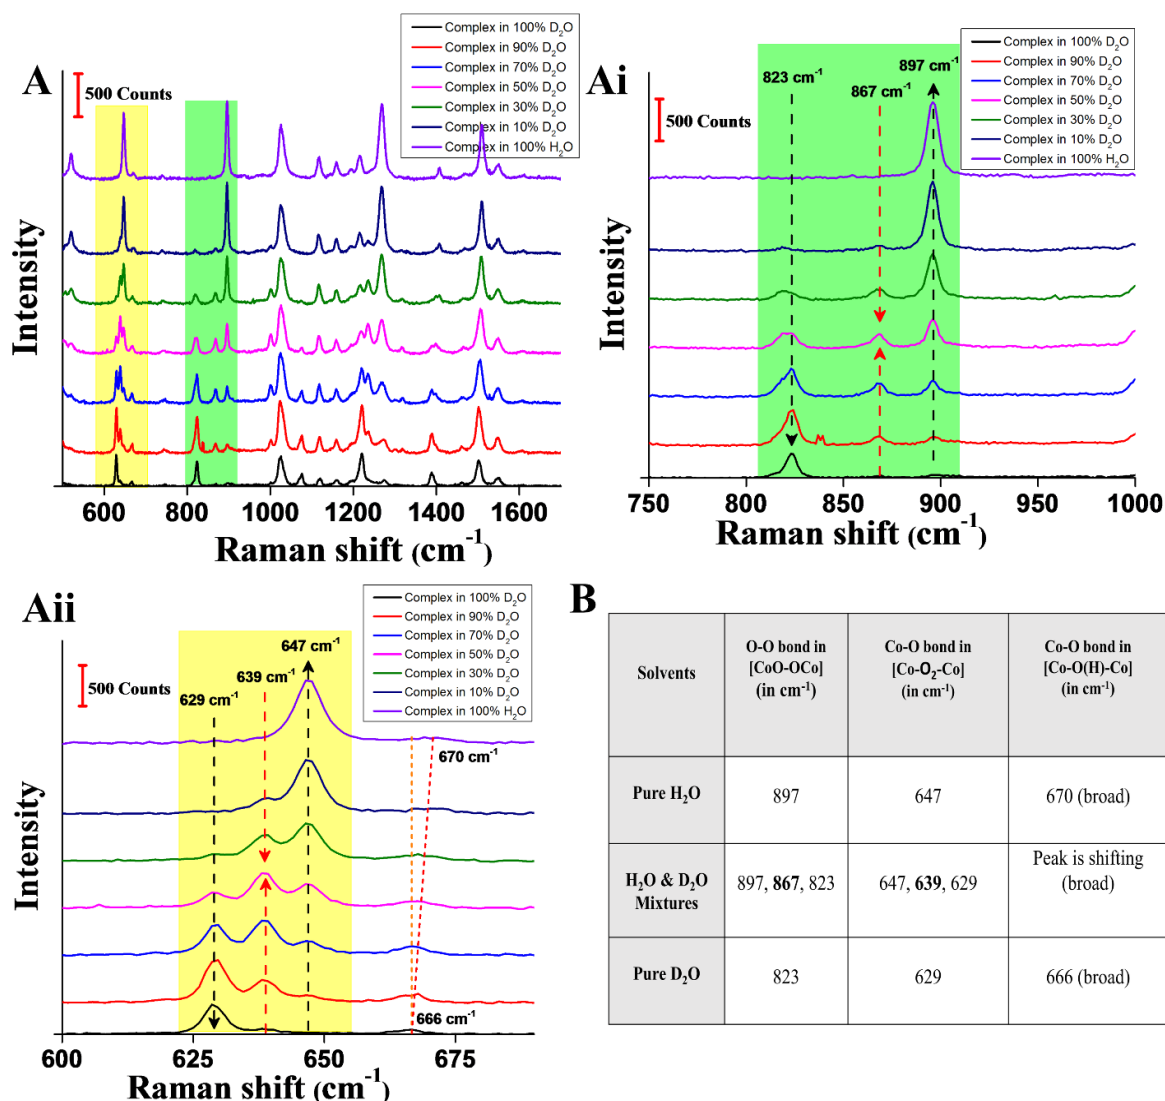 A
500 Counts
Complex in 100% D₂O
Complex in 90% D₂O
Complex in 70% D₂O
Complex in 50% D₂O
Complex in 30% D₂O
Complex in 10% D₂O
Complex in 100% H₂O
Intensity
600 800 1000 1200 1400 1600
Raman shift (cm⁻¹)
Ai
500 Counts
Complex in 100% D₂O
Complex in 90% D₂O
Complex in 70% D₂O
Complex in 50% D₂O
Complex in 30% D₂O
Complex in 10% D₂O
Complex in 100% H₂O
823 cm⁻¹
867 cm⁻¹
897 cm⁻¹
Intensity
750 800 850 900 950 1000
Raman shift (cm⁻¹)
Aii
500 Counts
Complex in 100% D₂O
Complex in 90% D₂O
Complex in 70% D₂O
Complex in 50% D₂O
Complex in 30% D₂O
Complex in 10% D₂O
Complex in 100% H₂O
629 cm⁻¹
639 cm⁻¹
647 cm⁻¹
670 cm⁻¹
666 cm⁻¹
Intensity
600 625 650 675
Raman shift (cm⁻¹)
B
Solvents
O-O bond in
[CoO-OCo]
(in cm⁻¹)
Co-O bond in
[Co-O₂-Co]
(in cm⁻¹)
Co-O bond in
[Co-O(H)-Co]
(in cm⁻¹)
Pure H₂O
897
647
670 (broad)
H₂O & D₂O
Mixtures
897, 867, 823
647, 639, 629
Peak is shifting
(broad)
Pure D₂O
823
629
666 (broad)